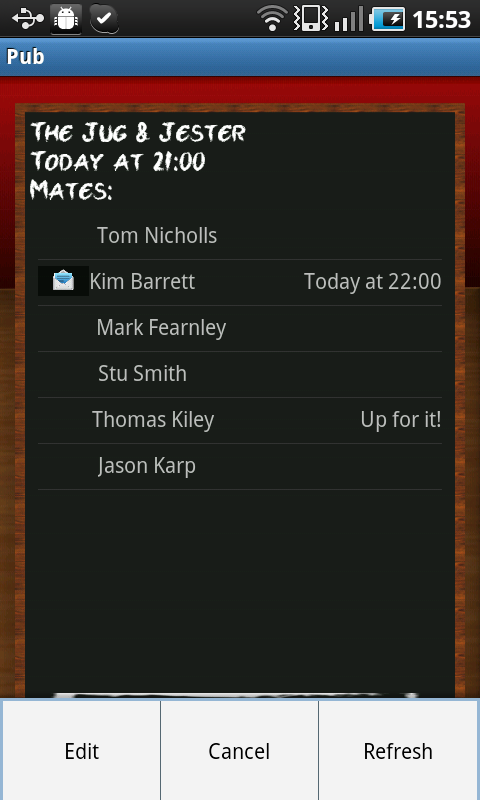 15:53
Pub
The Jug & Jester
Today at 21:00
Mates:
Tom Nicholls
Kim Barrett Today at 22:00
Mark Fearnley
Stu Smith
Thomas Kiley Up for it!
Jason Karp
Edit Cancel Refresh